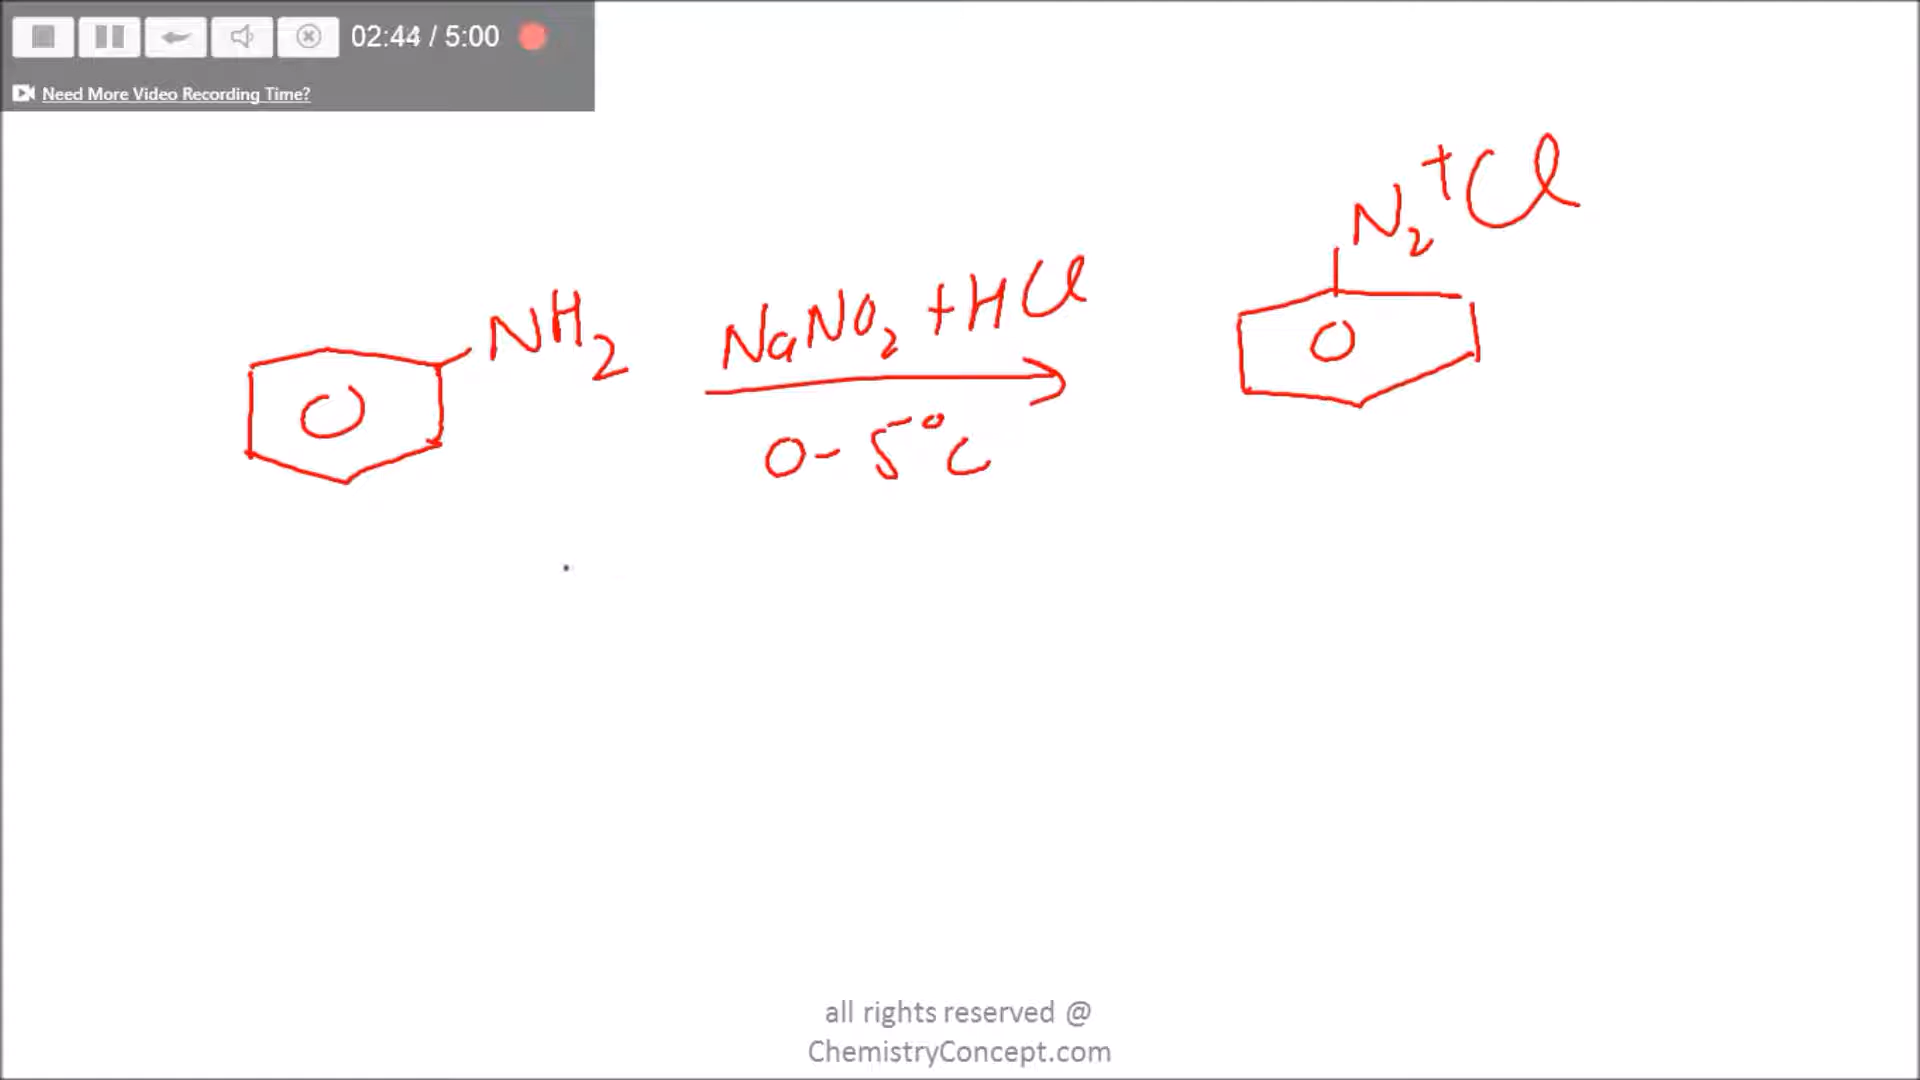 02:44 / 5:00
Need More Video Recording Time?
NH2
NaNO2 + HCl
0-5°C
N2+Cl
all rights reserved @
ChemistryConcept.com